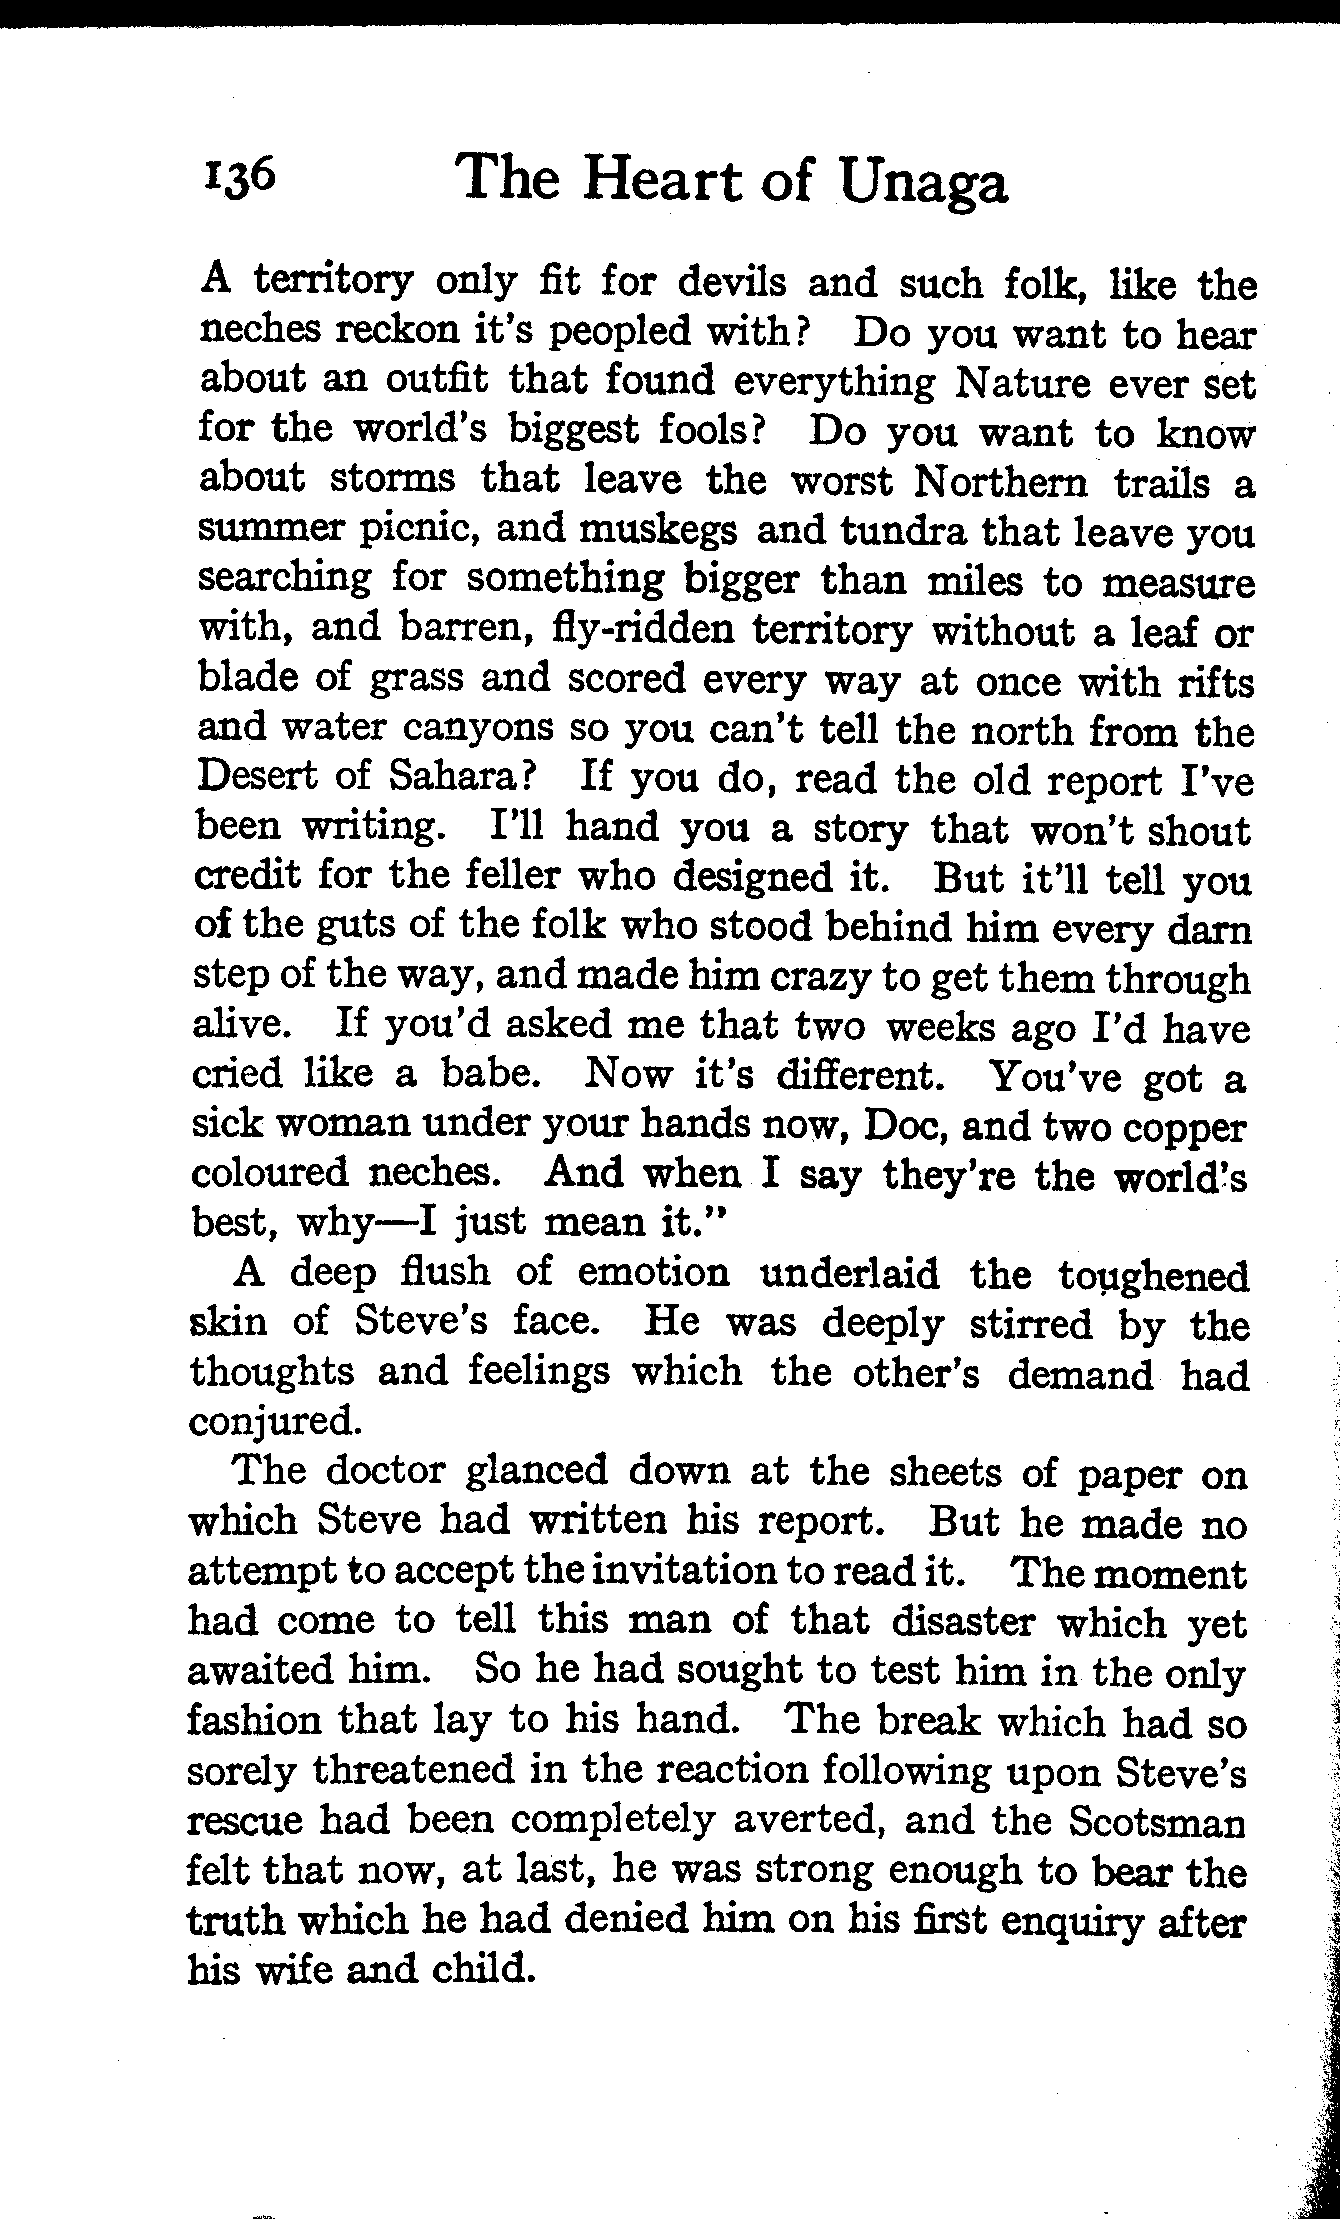 136 The Heart of Unaga
A territory only fit for devils and such folk, like the
neches reckon it's peopled with? Do you want to hear
about an outfit that found everything Nature ever set
for the world's biggest fools? Do you want to know
about storms that leave the worst Northern trails a
summer picnic, and muskegs and tundra that leave you
searching for something bigger than miles to measure
with, and barren, fly-ridden territory without a leaf or
blade of grass and scored every way at once with rifts
and water canyons so you can't tell the north from the
Desert of Sahara? If you do, read the old report I've
been writing. I'll hand you a story that won't shout
credit for the feller who designed it. But it'll tell you
of the guts of the folk who stood behind him every darn
step of the way, and made him crazy to get them through
alive. If you'd asked me that two weeks ago I'd have
cried like a babe. Now it's different. You've got a
sick woman under your hands now, Doc, and two copper
coloured neches. And when I say they're the world's
best, why—I just mean it."
A deep flush of emotion underlaid the toughened
skin of Steve's face. He was deeply stirred by the
thoughts and feelings which the other's demand had
conjured.
The doctor glanced down at the sheets of paper on
which Steve had written his report. But he made no
attempt to accept the invitation to read it. The moment
had come to tell this man of that disaster which yet
awaited him. So he had sought to test him in the only
fashion that lay to his hand. The break which had so
sorely threatened in the reaction following upon Steve's
rescue had been completely averted, and the Scotsman
felt that now, at last, he was strong enough to bear the
truth which he had denied him on his first enquiry after
his wife and child.